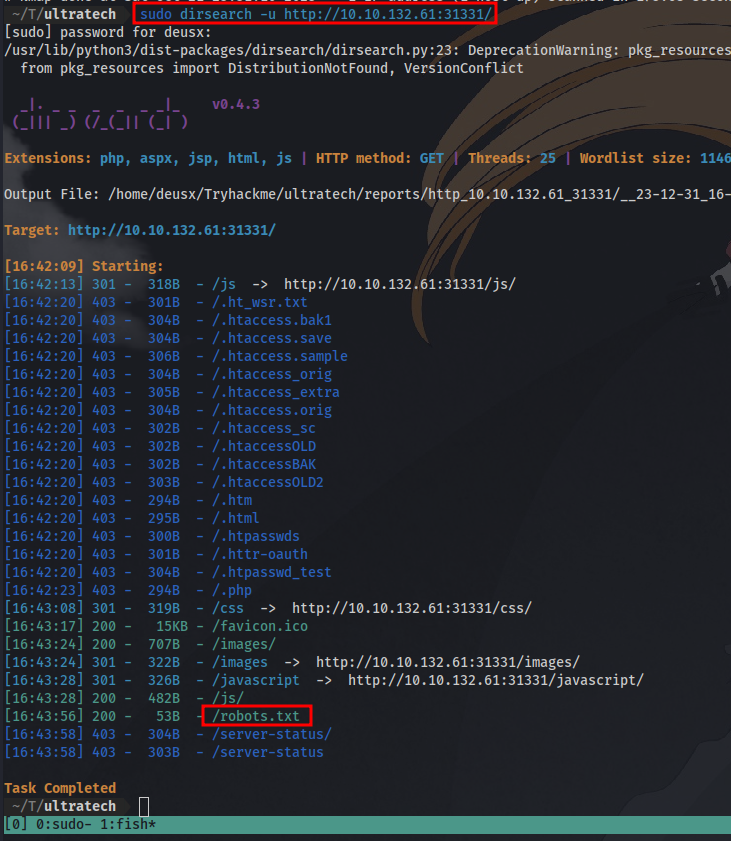 ~/T/ultratech sudo dirsearch -u http://10.10.132.61:31331/
[sudo] password for deusx:
/usr/lib/python3/dist-packages/dirsearch/dirsearch.py:23: DeprecationWarning: pkg_resources
  from pkg_resources import DistributionNotFound, VersionConflict
v0.4.3
Extensions: php, aspx, jsp, html, js | HTTP method: GET | Threads: 25 | Wordlist size: 1146
Output File: /home/deusx/Tryhackme/ultratech/reports/http_10.10.132.61_31331/__23-12-31_16-
Target: http://10.10.132.61:31331/
[16:42:09] Starting:
[16:42:13] 301 -  318B  - /js  ->  http://10.10.132.61:31331/js/
[16:42:20] 403 -  301B  - /.ht_wsr.txt
[16:42:20] 403 -  304B  - /.htaccess.bak1
[16:42:20] 403 -  304B  - /.htaccess.save
[16:42:20] 403 -  306B  - /.htaccess.sample
[16:42:20] 403 -  304B  - /.htaccess_orig
[16:42:20] 403 -  305B  - /.htaccess_extra
[16:42:20] 403 -  304B  - /.htaccess.orig
[16:42:20] 403 -  302B  - /.htaccess_sc
[16:42:20] 403 -  302B  - /.htaccessOLD
[16:42:20] 403 -  302B  - /.htaccessBAK
[16:42:20] 403 -  303B  - /.htaccessOLD2
[16:42:20] 403 -  294B  - /.htm
[16:42:20] 403 -  295B  - /.html
[16:42:20] 403 -  300B  - /.htpasswds
[16:42:20] 403 -  301B  - /.httr-oauth
[16:42:20] 403 -  304B  - /.htpasswd_test
[16:42:23] 403 -  294B  - /.php
[16:43:08] 301 -  319B  - /css  ->  http://10.10.132.61:31331/css/
[16:43:17] 200 -   15KB - /favicon.ico
[16:43:24] 200 -  707B  - /images/
[16:43:24] 301 -  322B  - /images  ->  http://10.10.132.61:31331/images/
[16:43:28] 301 -  326B  - /javascript  ->  http://10.10.132.61:31331/javascript/
[16:43:28] 200 -  482B  - /js/
[16:43:56] 200 -   53B  - /robots.txt
[16:43:58] 403 -  304B  - /server-status/
[16:43:58] 403 -  303B  - /server-status
Task Completed
~/T/ultratech
[0] 0:sudo- 1:fish*